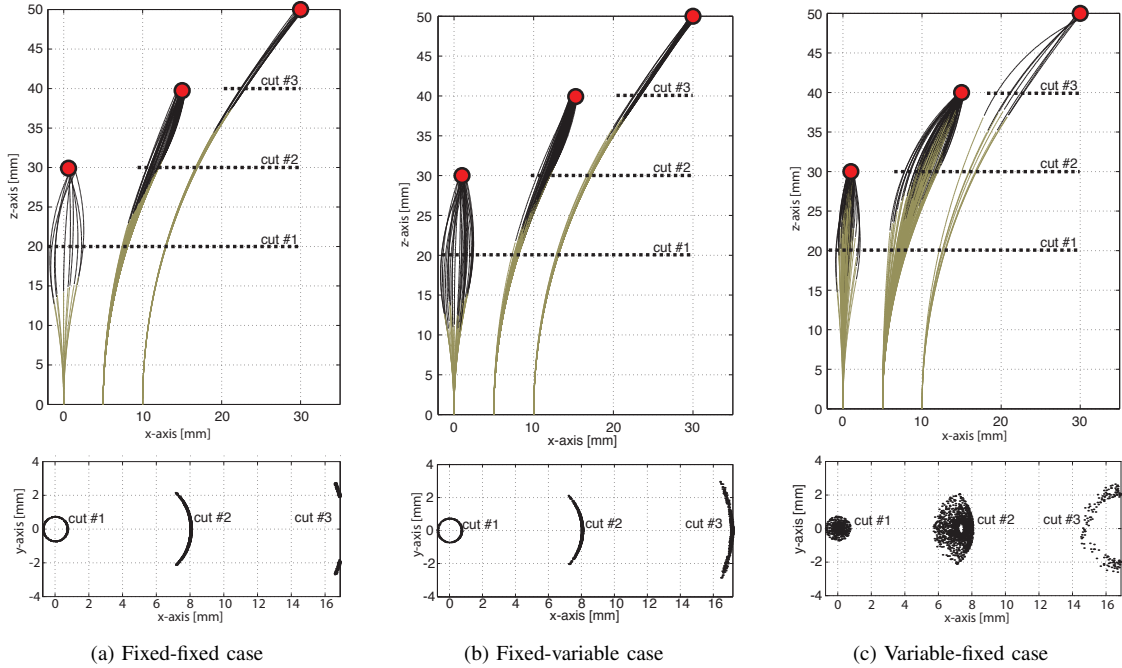 50
45
40
35
30
25
20
15
10
5
0
z-axis [mm]
cut #3
cut #2
cut #1
0 10 20 30
x-axis [mm]
50
45
40
35
30
25
20
15
10
5
0
z-axis [mm]
cut #3
cut #2
cut #1
0 10 20 30
x-axis [mm]
50
45
40
35
30
25
20
15
10
5
0
z-axis [mm]
cut #3
cut #2
cut #1
0 10 20 30
x-axis [mm]
4
2
0
-2
-4
y-axis [mm]
cut #1 cut #2 cut #3
0 2 4 6 8 10 12 14 16
x-axis [mm]
4
2
0
-2
-4
y-axis [mm]
cut #1 cut #2 cut #3
0 2 4 6 8 10 12 14 16
x-axis [mm]
4
2
0
-2
-4
y-axis [mm]
cut #1 cut #2 cut #3
0 2 4 6 8 10 12 14 16
x-axis [mm]
(a) Fixed-fixed case
(b) Fixed-variable case
(c) Variable-fixed case